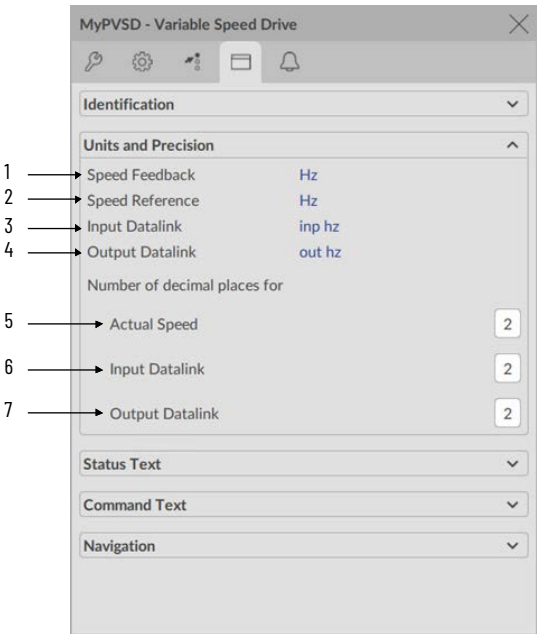 MyPVSD - Variable Speed Drive
Identification
Units and Precision
1 Speed Feedback Hz
2 Speed Reference Hz
3 Input Datalink inp hz
4 Output Datalink out hz
Number of decimal places for
5 Actual Speed 2
6 Input Datalink 2
7 Output Datalink 2
Status Text
Command Text
Navigation